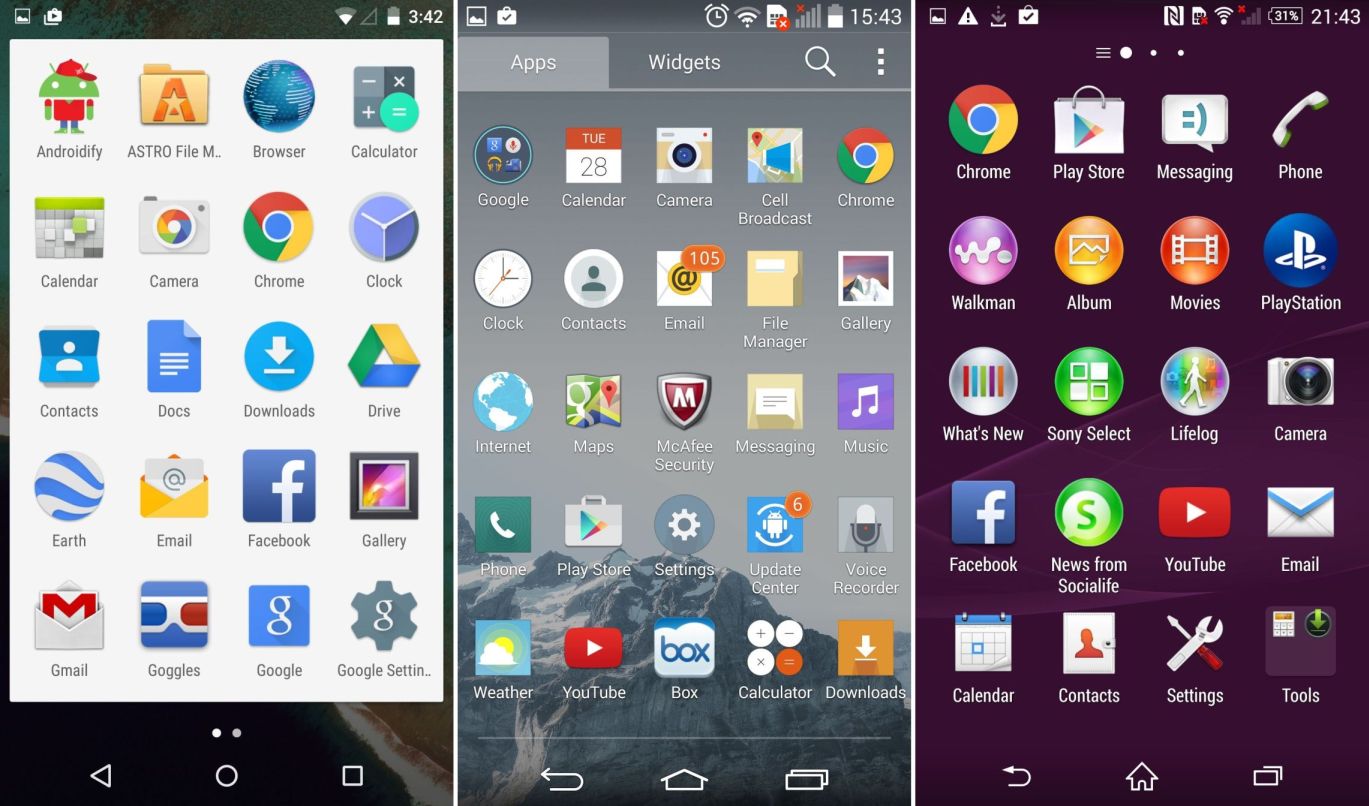 3:42
Androidify
ASTRO File M..
Browser
Calculator
Calendar
Camera
Chrome
Clock
Contacts
Docs
Downloads
Drive
Earth
@
Email
f
Facebook
Gallery
M
Gmail
Goggles
g
Google
g
Google Settin..
15:43
Apps
Widgets
g
Google
TUE
28
Calendar
Camera
Cell
Broadcast
Chrome
Clock
Contacts
105
@
Email
File
Manager
Gallery
Internet
g
Maps
M
McAfee
Security
Messaging
Music
Phone
Play Store
Settings
6
Update
Center
Voice
Recorder
Weather
YouTube
box
Box
+ −
× =
Calculator
Downloads
N
31%
21:43
Chrome
Play Store
:)
Messaging
Phone
Walkman
Album
Movies
PlayStation
What's New
Sony Select
Lifelog
Camera
f
Facebook
S
News from
Socialife
YouTube
Email
Calendar
Contacts
Settings
Tools